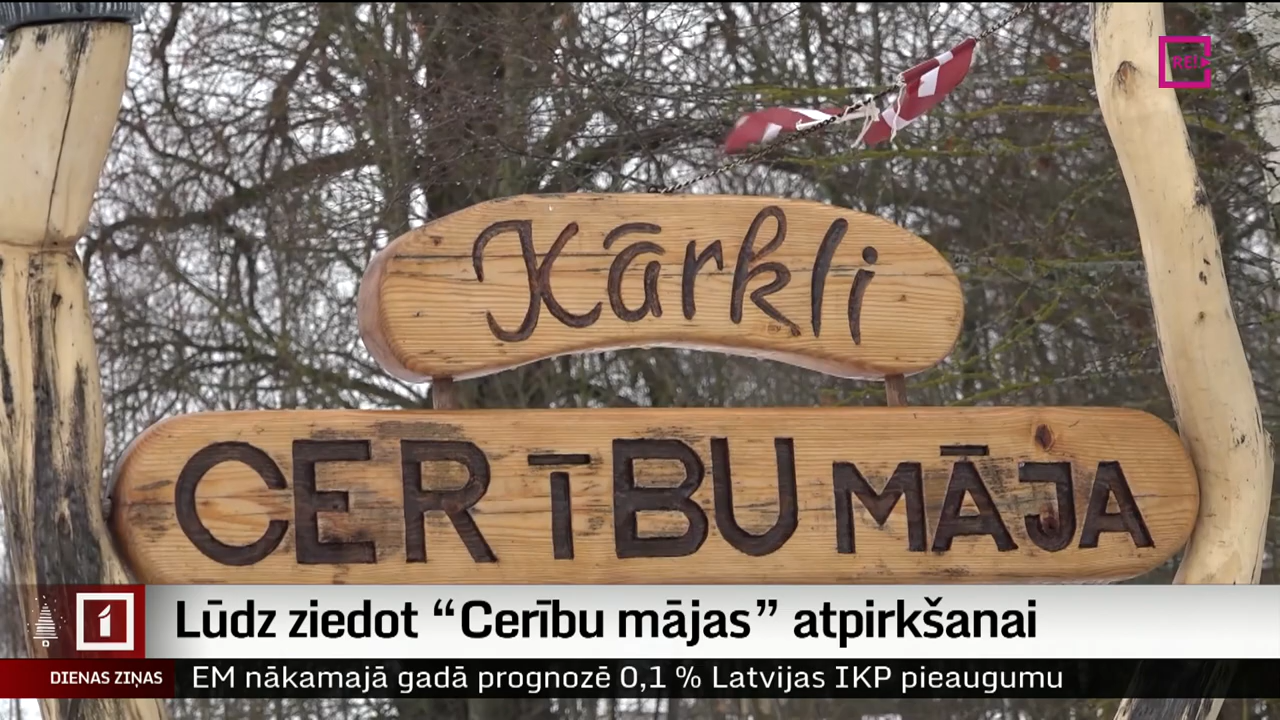 RE!
Kārkli
CERĪBU MĀJA
1
Lūdz ziedot “Cerību mājas” atpirkšanai
DIENAS ZIŅAS
EM nākamajā gadā prognozē 0,1 % Latvijas IKP pieaugumu